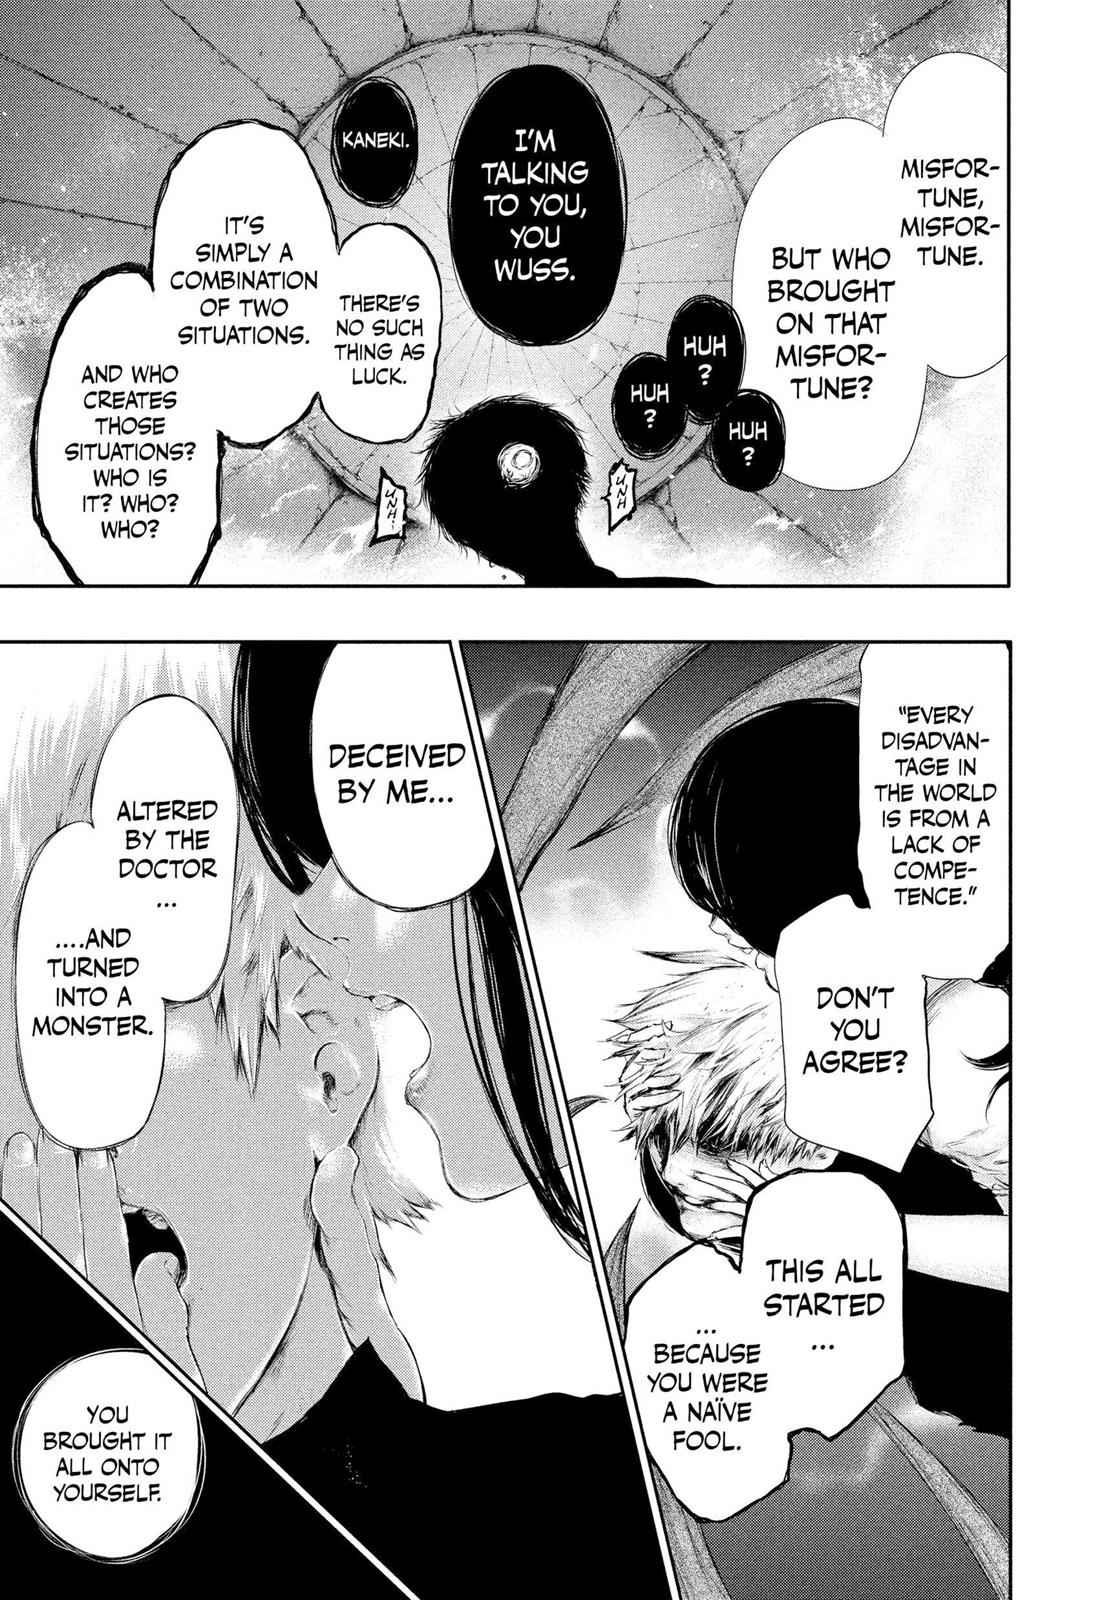 MISFOR-
TUNE,
MISFOR-
TUNE.
BUT WHO
BROUGHT
ON THAT
MISFOR-
TUNE?
HUH
?
HUH
?
HUH
?
I'M
TALKING
TO YOU,
YOU
WUSS.
KANEKI.
UNH
UNH!
THERE'S
NO SUCH
THING AS
LUCK.
IT'S
SIMPLY A
COMBINATION
OF TWO
SITUATIONS.
AND WHO
CREATES
THOSE
SITUATIONS?
WHO IS
IT? WHO?
WHO?
"EVERY
DISADVAN-
TAGE IN
THE WORLD
IS FROM A
LACK OF
COMPE-
TENCE."
DON'T
YOU
AGREE?
THIS ALL
STARTED
...
...
BECAUSE
YOU WERE
A NAÏVE
FOOL.
DECEIVED
BY ME...
ALTERED
BY THE
DOCTOR
...
....AND
TURNED
INTO A
MONSTER.
YOU
BROUGHT IT
ALL ONTO
YOURSELF.